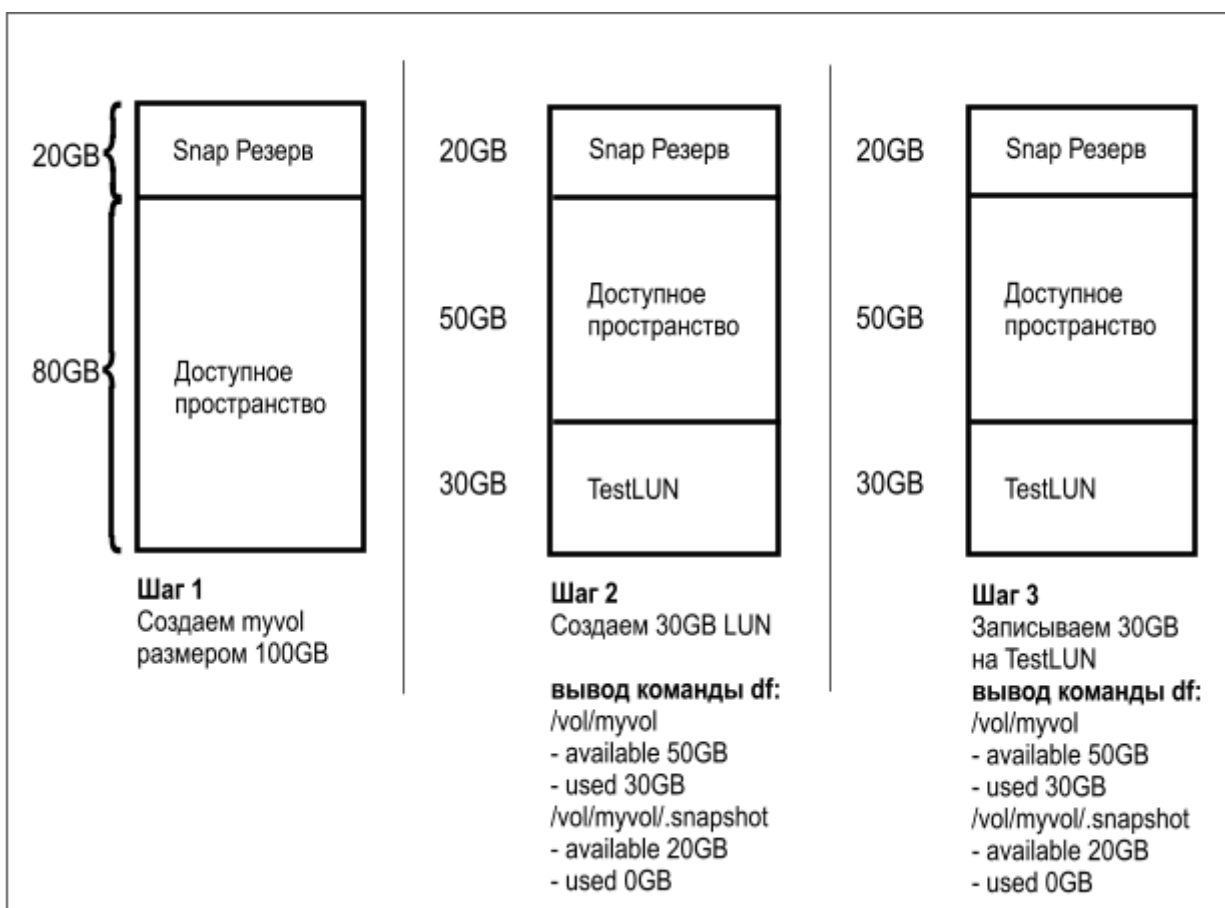 20GB
Snap Резерв
80GB
Доступное
пространство
Шаг 1
Создаем myvol
размером 100GB
20GB
Snap Резерв
50GB
Доступное
пространство
30GB
TestLUN
Шаг 2
Создаем 30GB LUN
вывод команды df:
/vol/myvol
- available 50GB
- used 30GB
/vol/myvol/.snapshot
- available 20GB
- used 0GB
20GB
Snap Резерв
50GB
Доступное
пространство
30GB
TestLUN
Шаг 3
Записываем 30GB
на TestLUN
вывод команды df:
/vol/myvol
- available 50GB
- used 30GB
/vol/myvol/.snapshot
- available 20GB
- used 0GB